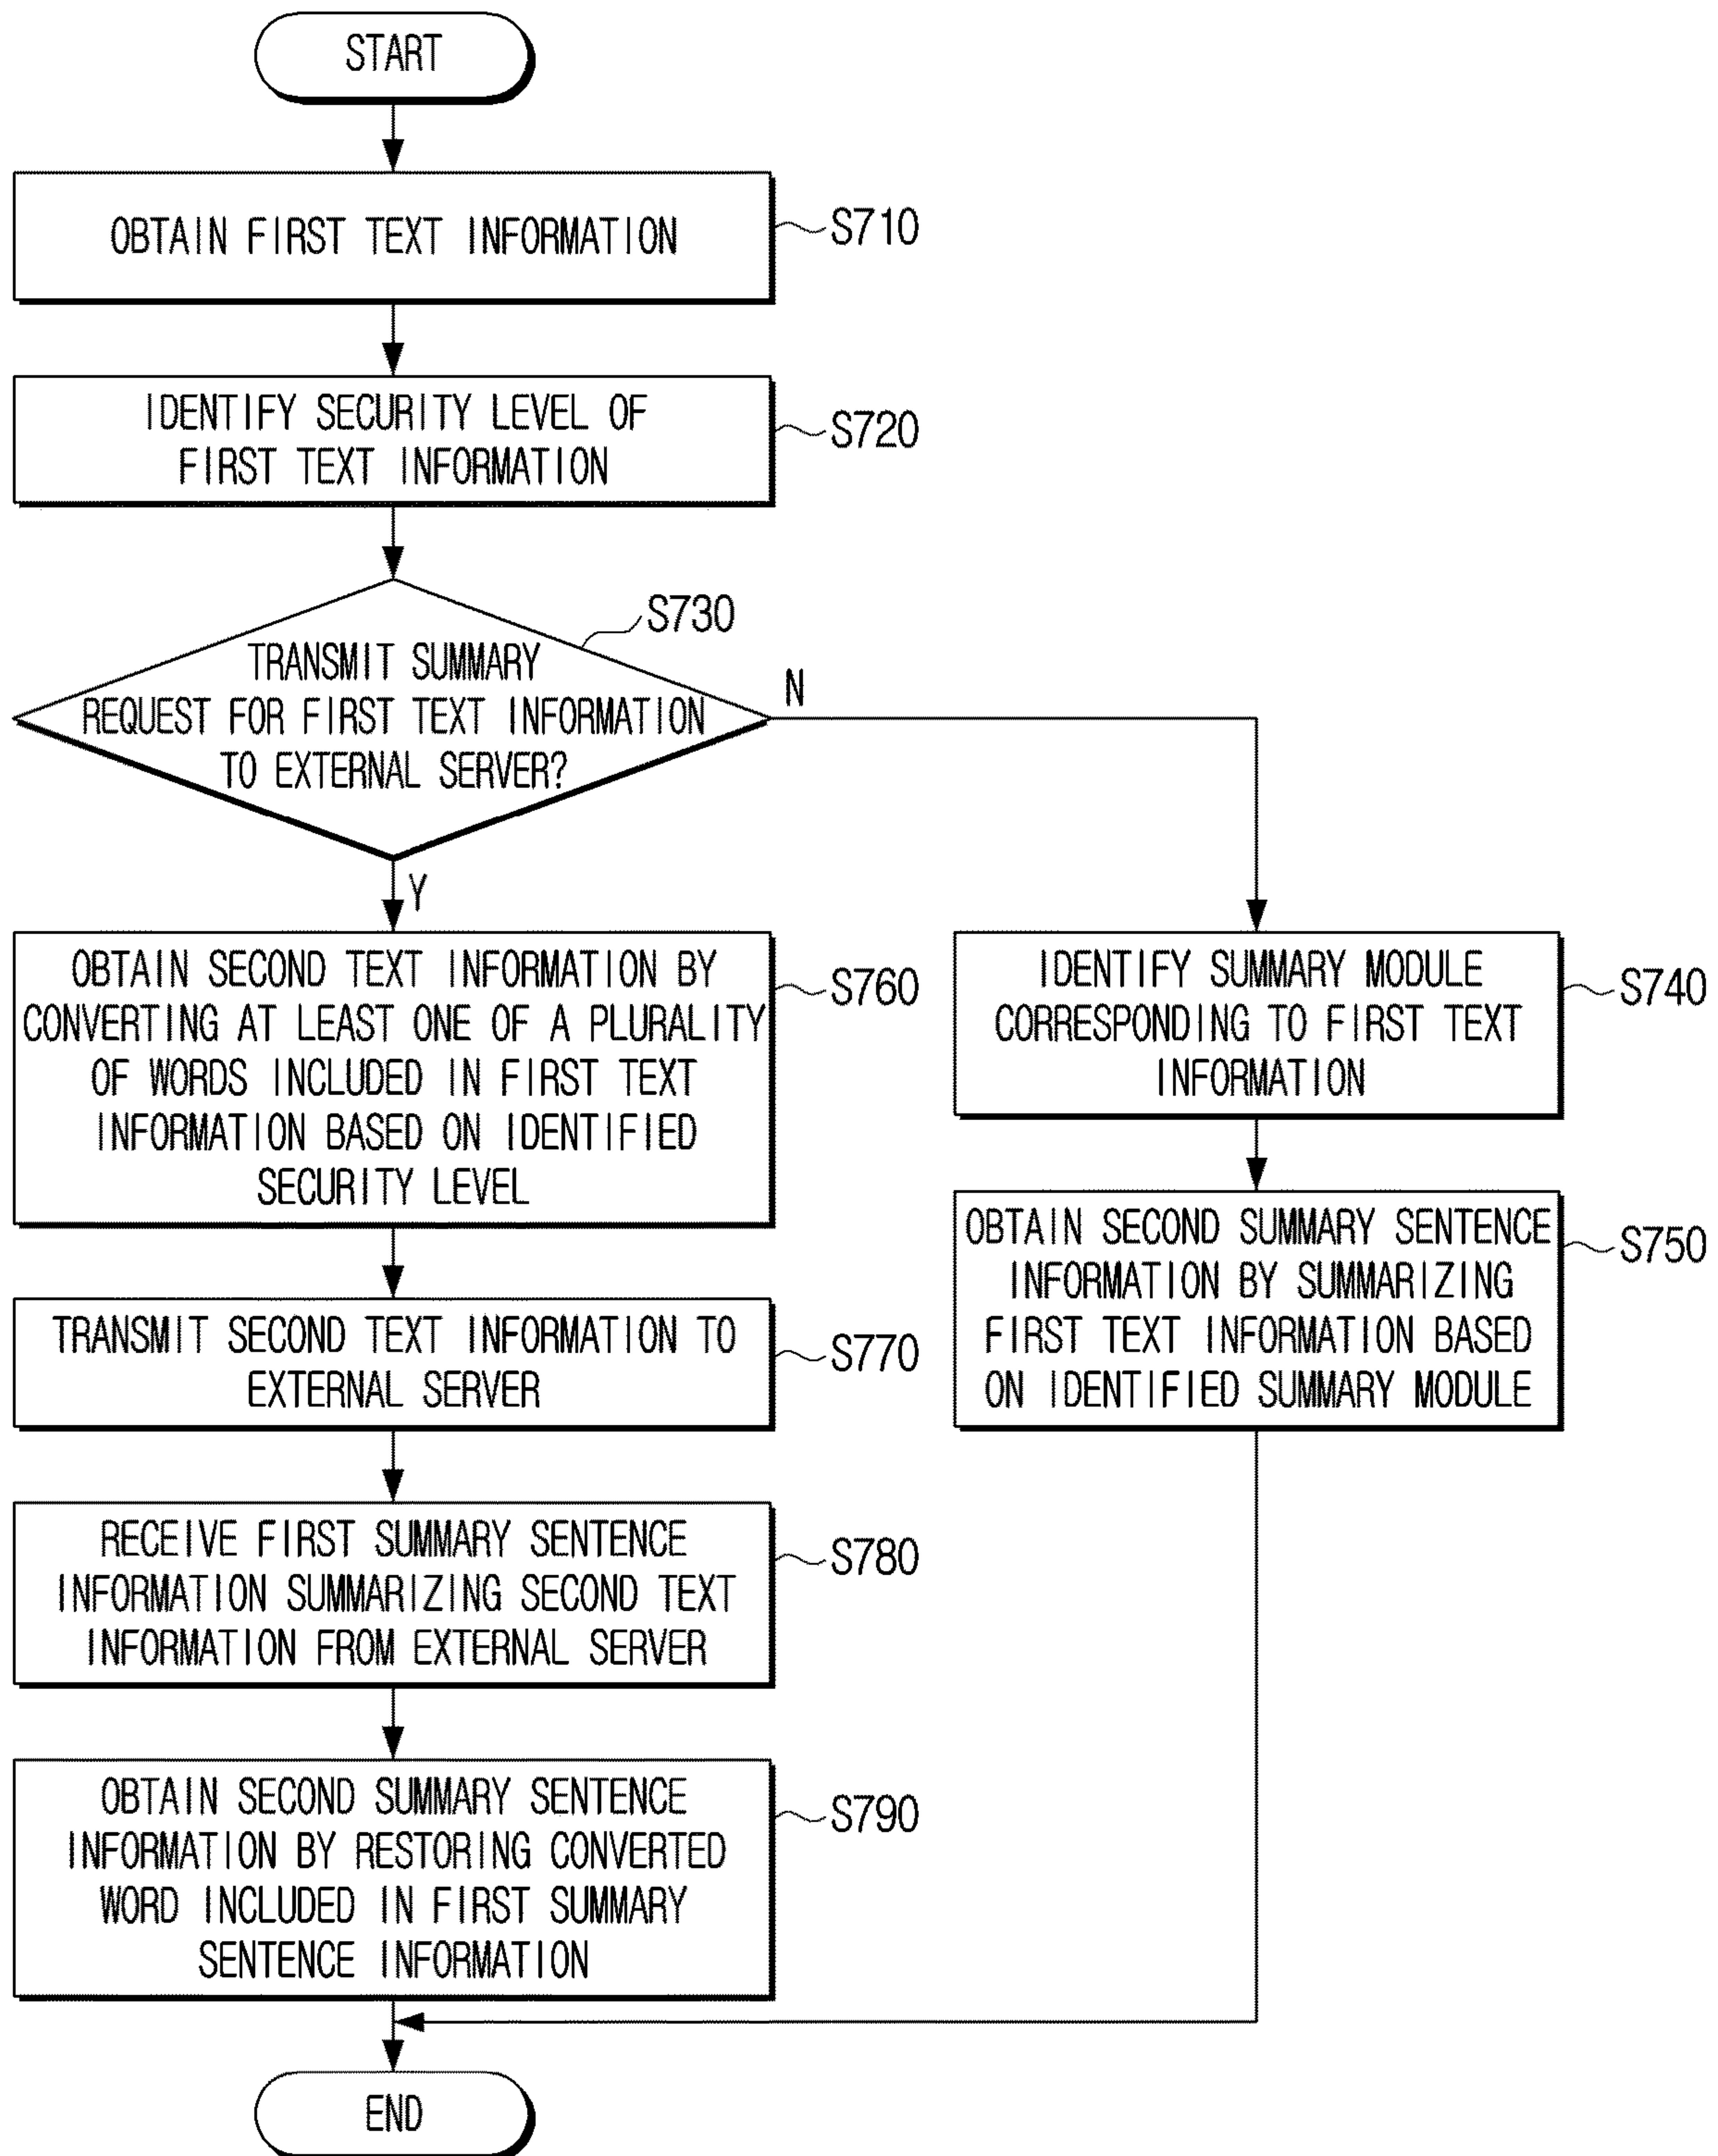 START
OBTAIN FIRST TEXT INFORMATION
S710
IDENTIFY SECURITY LEVEL OF
FIRST TEXT INFORMATION
S720
S730
TRANSMIT SUMMARY
REQUEST FOR FIRST TEXT INFORMATION
TO EXTERNAL SERVER?
N
Y
OBTAIN SECOND TEXT INFORMATION BY
CONVERTING AT LEAST ONE OF A PLURALITY
OF WORDS INCLUDED IN FIRST TEXT
INFORMATION BASED ON IDENTIFIED
SECURITY LEVEL
S760
IDENTIFY SUMMARY MODULE
CORRESPONDING TO FIRST TEXT
INFORMATION
S740
OBTAIN SECOND SUMMARY SENTENCE
INFORMATION BY SUMMARIZING
FIRST TEXT INFORMATION BASED
ON IDENTIFIED SUMMARY MODULE
S750
TRANSMIT SECOND TEXT INFORMATION TO
EXTERNAL SERVER
S770
RECEIVE FIRST SUMMARY SENTENCE
INFORMATION SUMMARIZING SECOND TEXT
INFORMATION FROM EXTERNAL SERVER
S780
OBTAIN SECOND SUMMARY SENTENCE
INFORMATION BY RESTORING CONVERTED
WORD INCLUDED IN FIRST SUMMARY
SENTENCE INFORMATION
S790
END